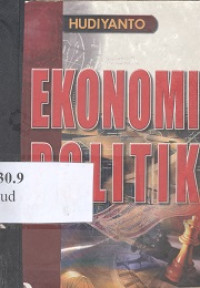 HUDIYANTO
EKONOMI
POLITIK
30.9
ud